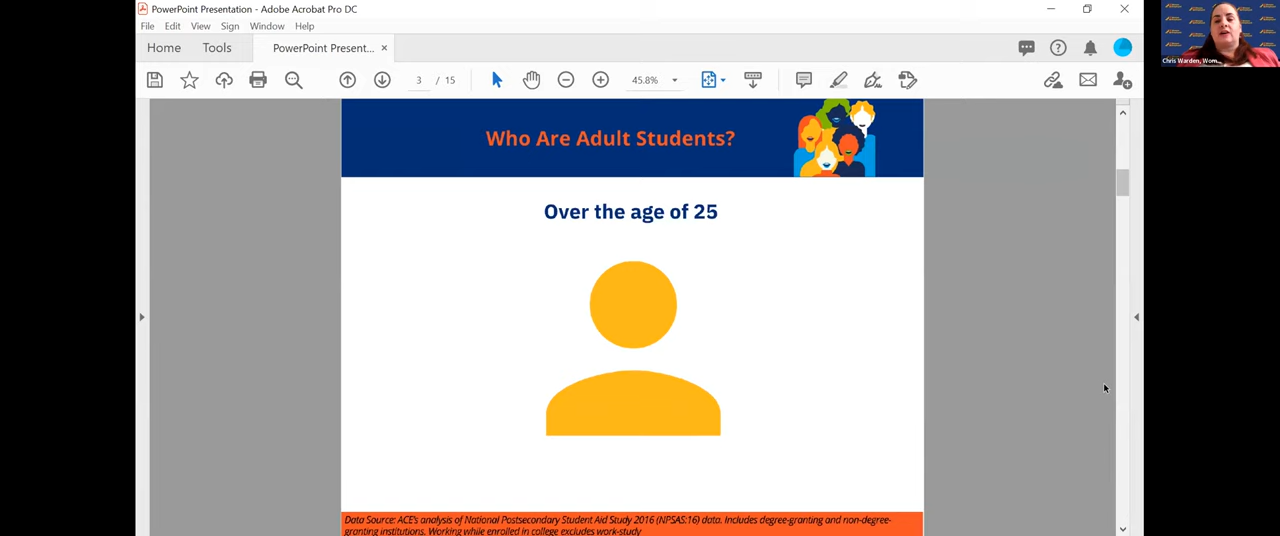 PowerPoint Presentation - Adobe Acrobat Pro DC
File Edit View Window Help
Home Tools PowerPoint Present... ×
3 / 15 45.8%
Chris Warden, Wom...
Who Are Adult Students?
Over the age of 25
Data Source: ACE's analysis of National Postsecondary Student Aid Study 2016 (NPSAS:16) data. Includes degree-granting and non-degree-
granting institutions. Working while enrolled in college excludes work-study